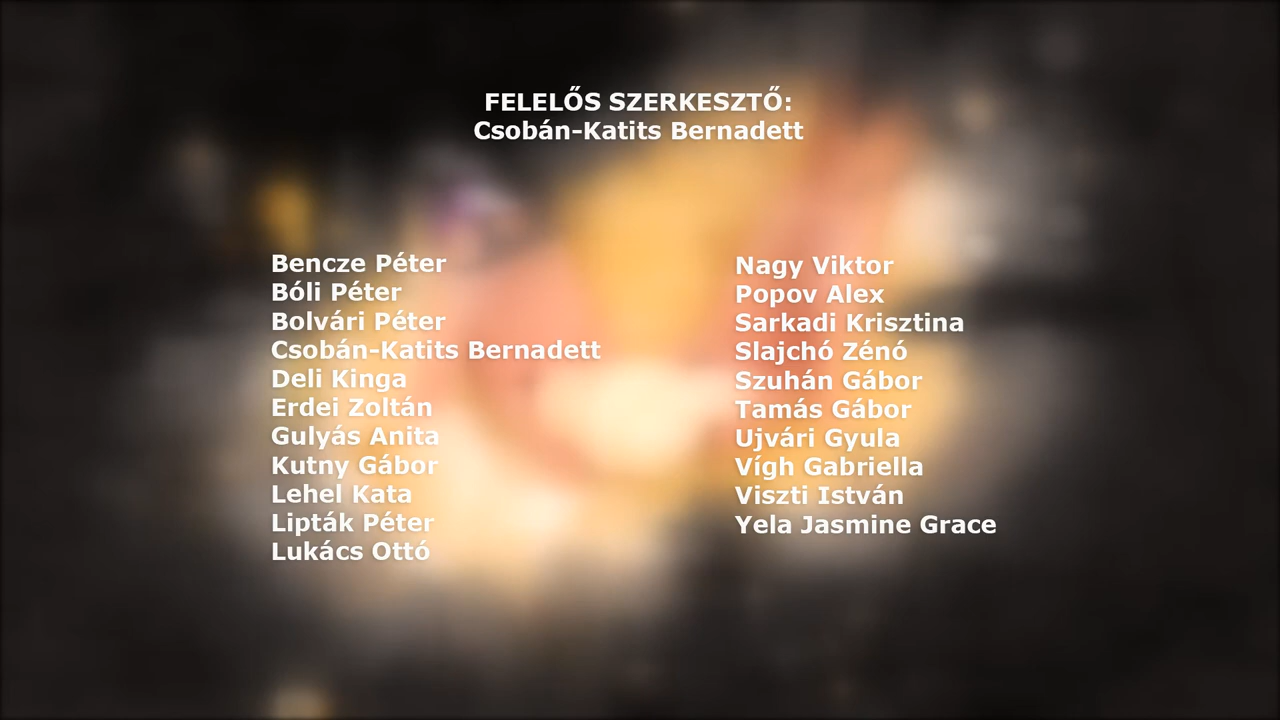 FELELŐS SZERKESZTŐ:
Csobán-Katits Bernadett
Bencze Péter
Bóli Péter
Bolvári Péter
Csobán-Katits Bernadett
Deli Kinga
Erdei Zoltán
Gulyás Anita
Kutny Gábor
Lehel Kata
Lipták Péter
Lukács Ottó
Nagy Viktor
Popov Alex
Sarkadi Krisztina
Slajchó Zénó
Szuhán Gábor
Tamás Gábor
Ujvári Gyula
Vígh Gabriella
Viszti István
Yela Jasmine Grace